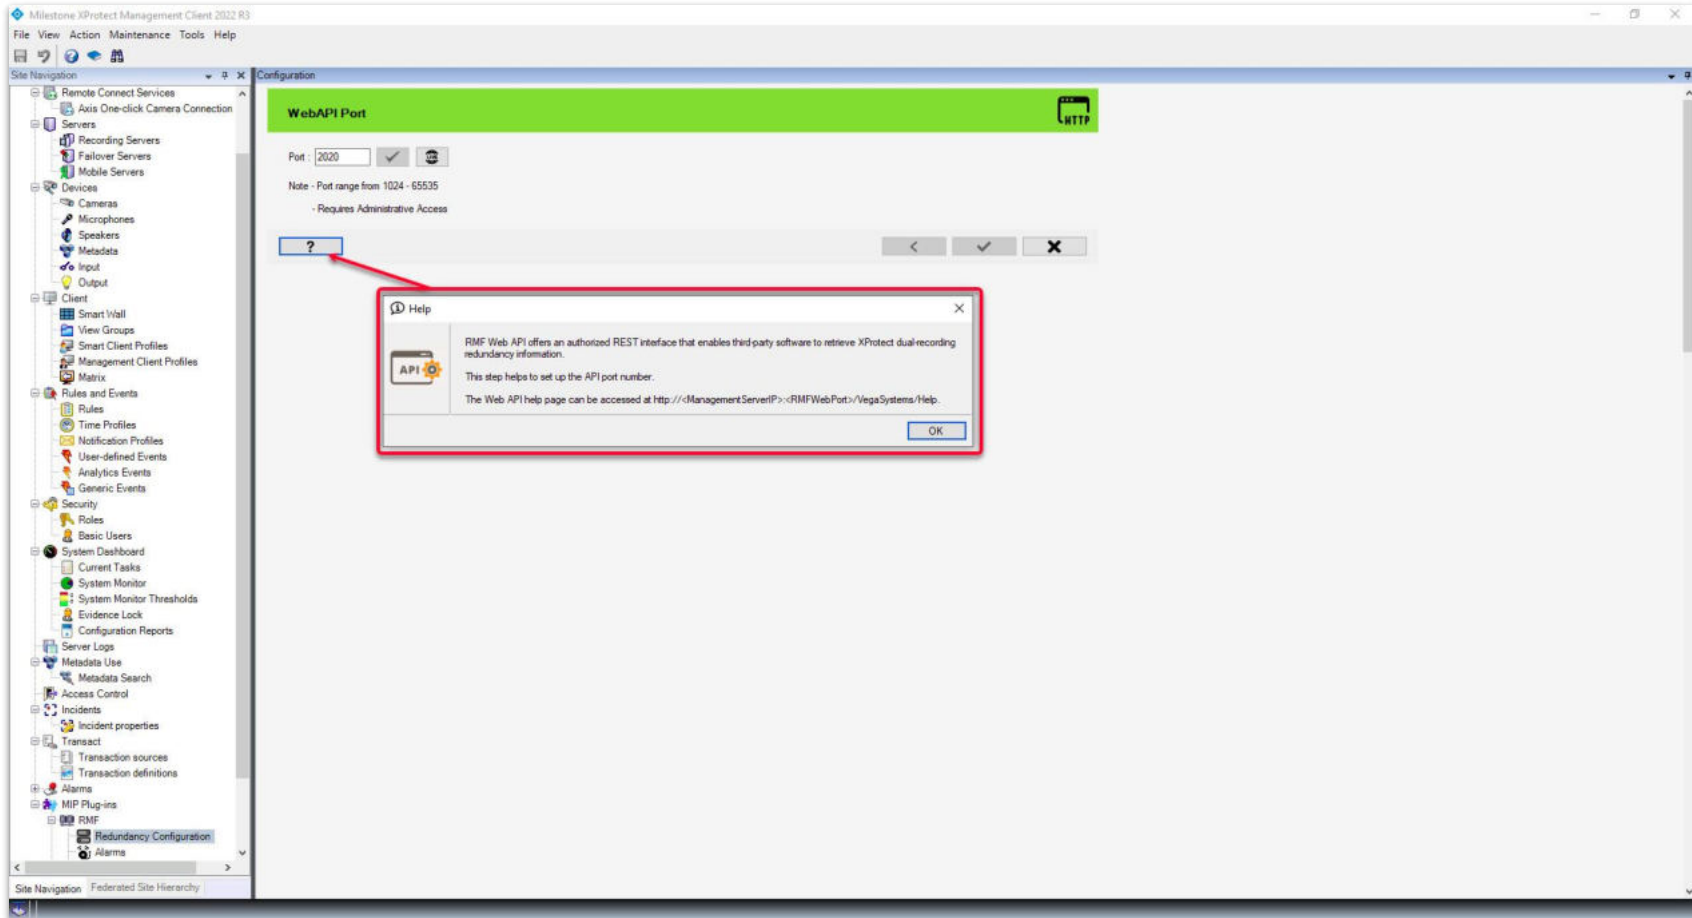 Milestone XProtect Management Client 2022 R3
File View Action Maintenance Tools Help
Site Navigation
Remote Connect Services
Axis One-click Camera Connection
Servers
Recording Servers
Failover Servers
Mobile Servers
Devices
Cameras
Microphones
Speakers
Metadata
Input
Output
Client
Smart Wall
View Groups
Smart Client Profiles
Management Client Profiles
Matrix
Rules and Events
Rules
Time Profiles
Notification Profiles
User-defined Events
Analytics Events
Generic Events
Security
Roles
Basic Users
System Dashboard
Current Tasks
System Monitor
System Monitor Thresholds
Evidence Lock
Configuration Reports
Server Logs
Metadata Use
Metadata Search
Access Control
Incidents
Incident properties
Transact
Transaction sources
Transaction definitions
Alarms
MIP Plug-ins
RMF
Redundancy Configuration
Alarms
Site Navigation Federated Site Hierarchy
Configuration
WebAPI Port
HTTP
Port : 2020
Note - Port range from 1024 - 65535
- Requires Administrative Access
?
Help
API
RMF Web API offers an authorized REST interface that enables third-party software to retrieve XProtect dual-recording
redundancy information.
This step helps to set up the API port number.
The Web API help page can be accessed at http://<ManagementServerIP>:<RMFWebPort>/VegaSystems/Help.
OK